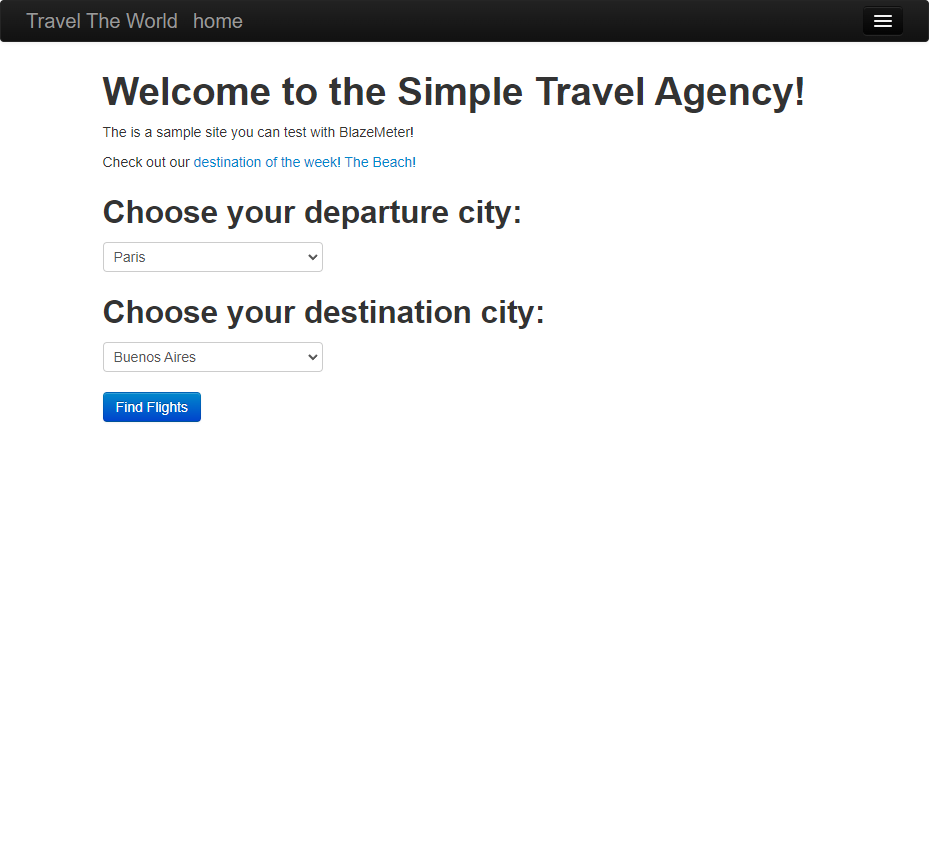 Travel The World home
Welcome to the Simple Travel Agency!
The is a sample site you can test with BlazeMeter!
Check out our destination of the week! The Beach!
Choose your departure city:
Paris
Choose your destination city:
Buenos Aires
Find Flights